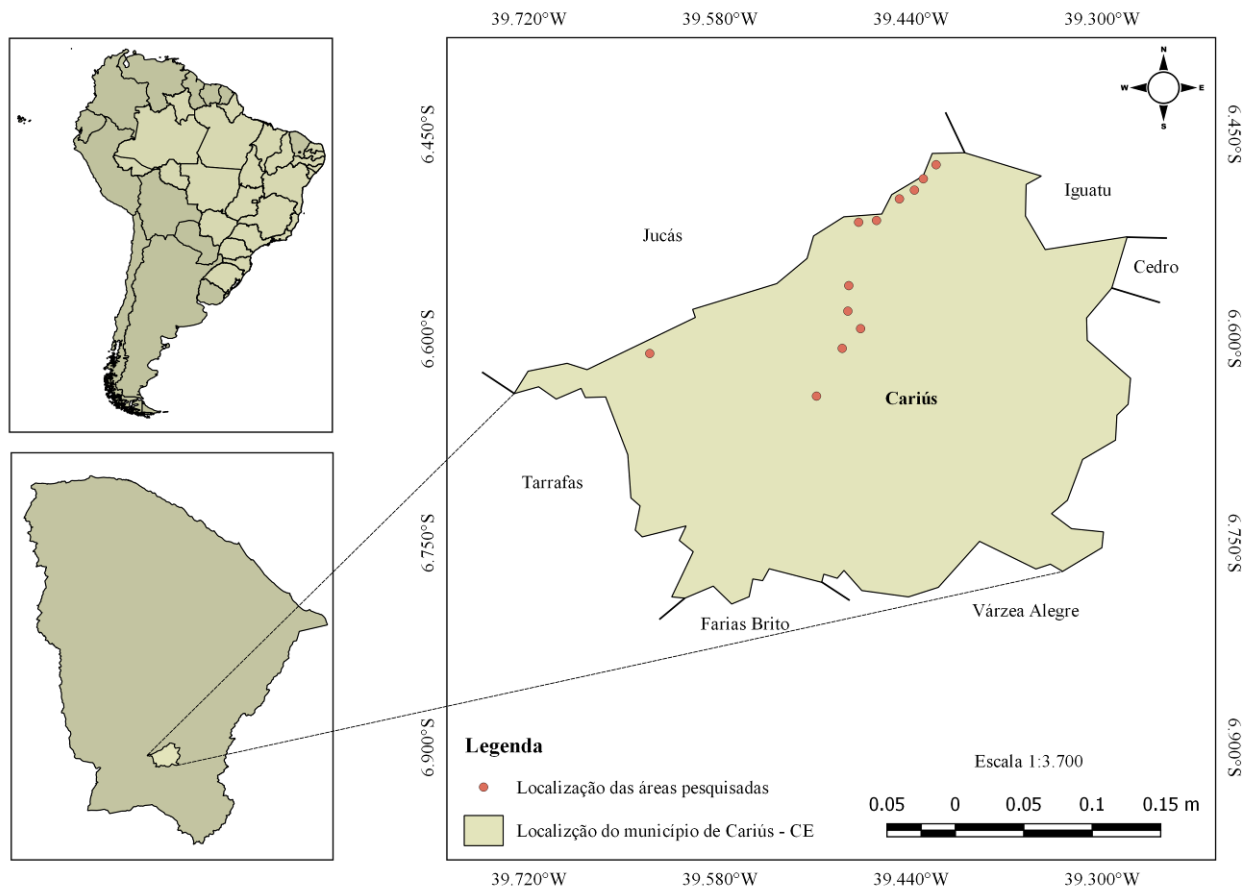 39.720°W 39.580°W 39.440°W 39.300°W
N
W E
S
6.450°S 6.450°S
Iguatu
Jucás
Cedro
6.600°S 6.600°S
Cariús
Tarrafas
6.750°S 6.750°S
Várzea Alegre
Farias Brito
6.900°S 6.900°S
Legenda
Escala 1:3.700
Localização das áreas pesquisadas
0.05 0 0.05 0.1 0.15 m
Localizção do município de Cariús - CE
39.720°W 39.580°W 39.440°W 39.300°W